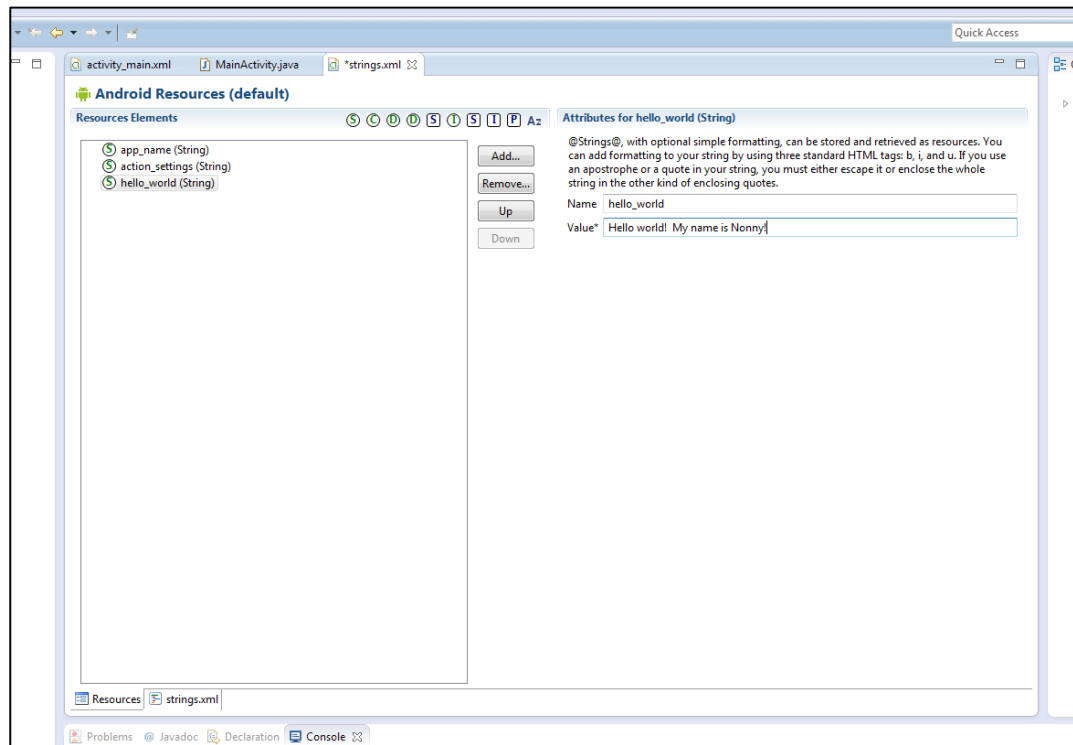 Quick Access
activity_main.xml
MainActivity.java
*strings.xml
Android Resources (default)
Resources Elements
S C D D S I S I P Az
S app_name (String)
S action_settings (String)
S hello_world (String)
Add...
Remove...
Up
Down
Attributes for hello_world (String)
@Strings@, with optional simple formatting, can be stored and retrieved as resources. You
can add formatting to your string by using three standard HTML tags: b, i, and u. If you use
an apostrophe or a quote in your string, you must either escape it or enclose the whole
string in the other kind of enclosing quotes.
Name hello_world
Value* Hello world!  My name is Nonny!
Resources strings.xml
Problems @ Javadoc Declaration Console